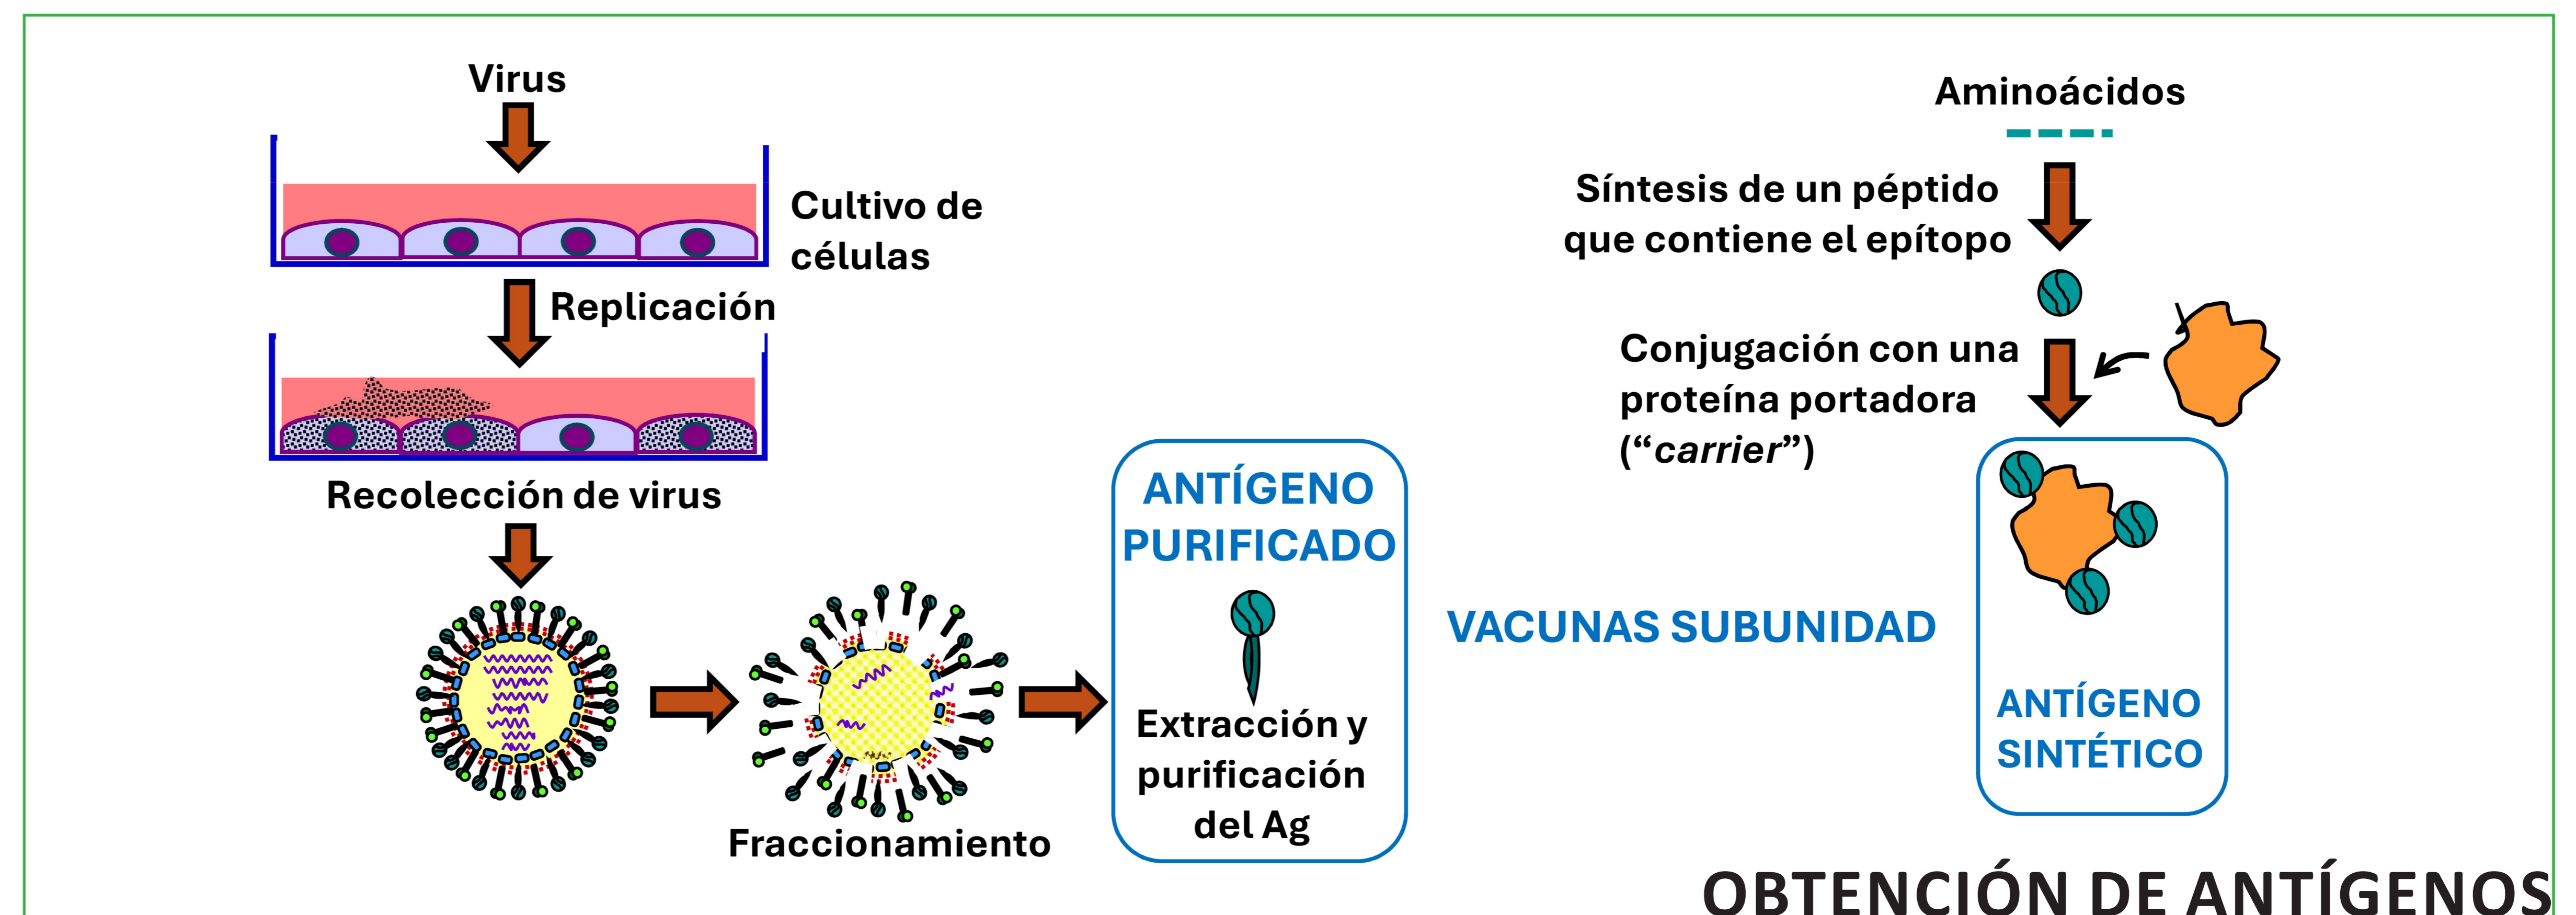 Virus
Cultivo de
células
Replicación
Recolección de virus
Fraccionamiento
ANTÍGENO
PURIFICADO
Extracción y
purificación
del Ag
VACUNAS SUBUNIDAD
Aminoácidos
Síntesis de un péptido
que contiene el epítopo
Conjugación con una
proteína portadora
(“carrier”)
ANTÍGENO
SINTÉTICO
OBTENCIÓN DE ANTÍGENOS